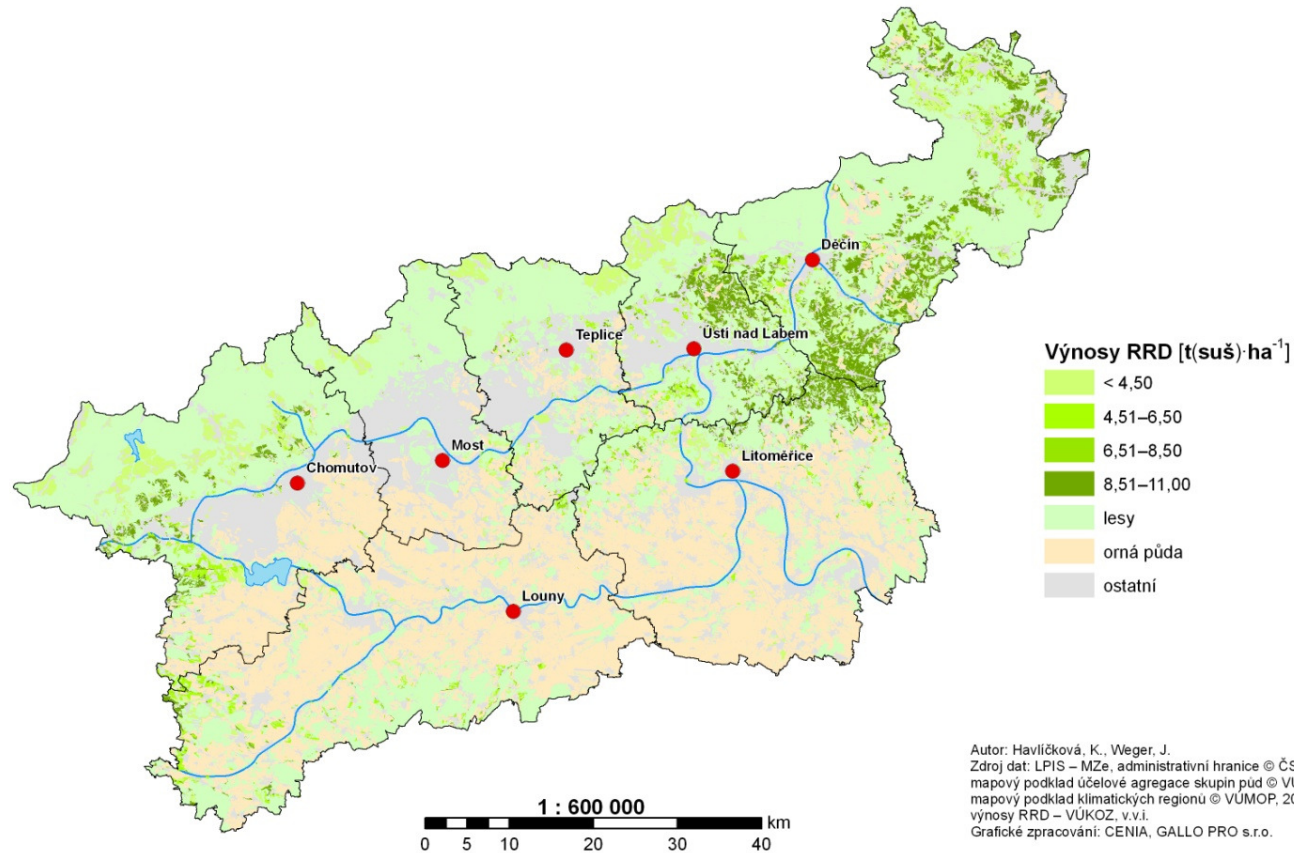 Děčín
Teplice
Ústí nad Labem
Most
Chomutov
Litoměřice
Louny
Výnosy RRD [t(suš)·ha⁻¹]
< 4,50
4,51–6,50
6,51–8,50
8,51–11,00
lesy
orná půda
ostatní
1 : 600 000
km
0 5 10 20 30 40
Autor: Havlíčková, K., Weger, J.
Zdroj dat: LPIS – MZe, administrativní hranice © ČS
mapový podklad účelové agregace skupin půd © VÚ
mapový podklad klimatických regionů © VÚMOP, 20
výnosy RRD – VÚKOZ, v.v.i.
Grafické zpracování: CENIA, GALLO PRO s.r.o.